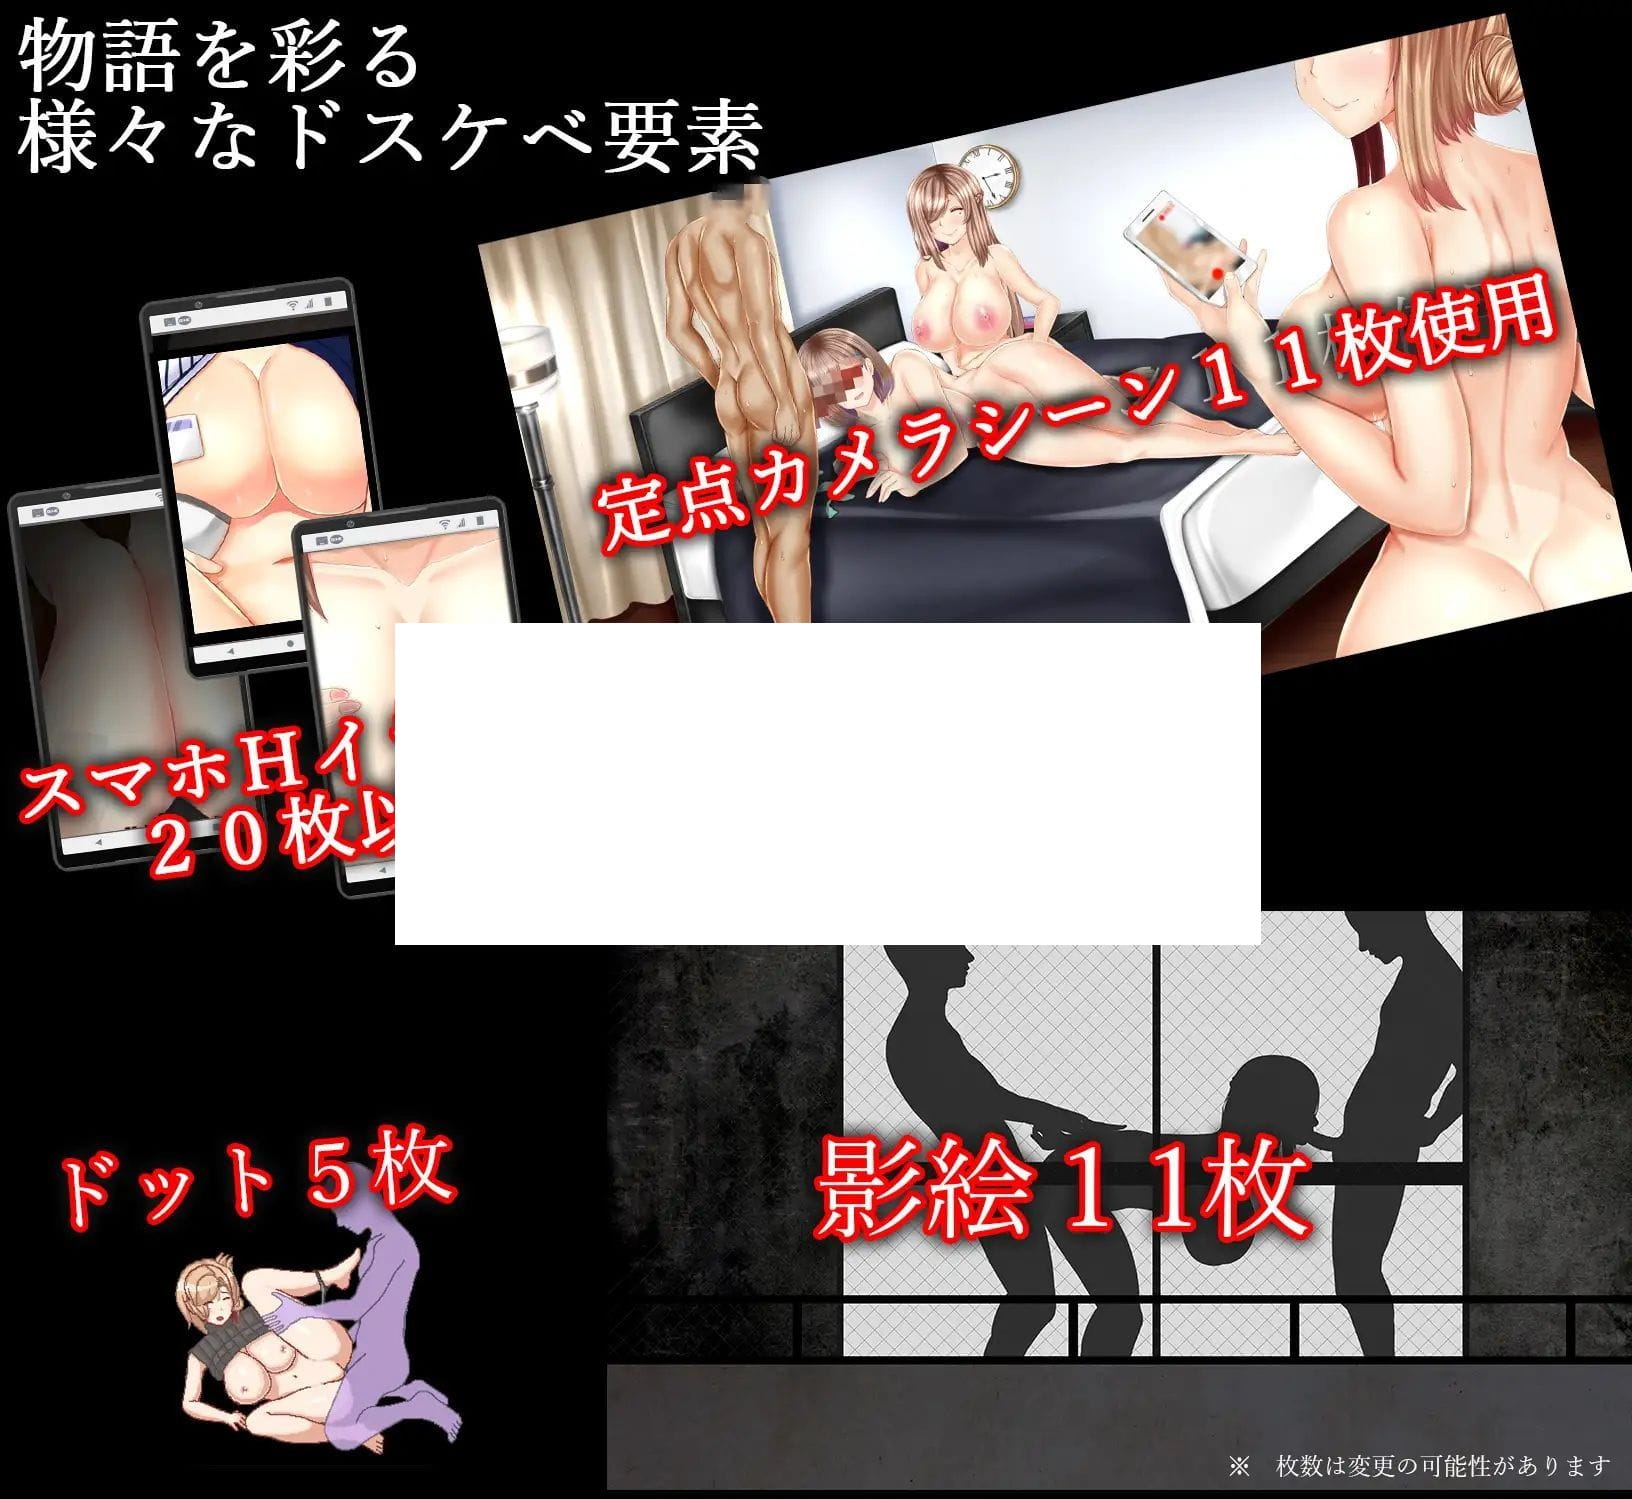 物語を彩る
様々なドスケベ要素
定点カメラシーン１１枚使用
スマホＨイ
２０枚以
ドット５枚
影絵１１枚
※　枚数は変更の可能性があります